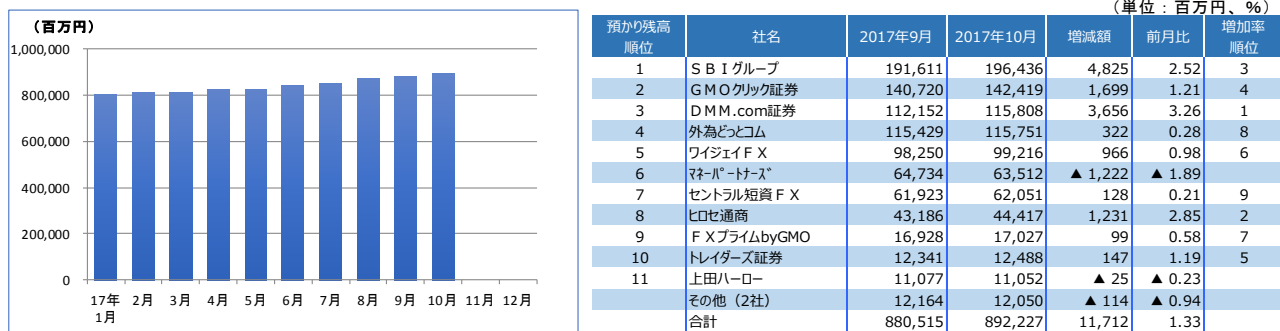 （百万円）
1,000,000
800,000
600,000
400,000
200,000
0
17年 2月 3月 4月 5月 6月 7月 8月 9月 10月 11月 12月
1月
（単位：百万円、%）
預かり残高順位 社名 2017年9月 2017年10月 増減額 前月比 増加率順位
1 ＳＢＩグループ 191,611 196,436 4,825 2.52 3
2 ＧＭＯクリック証券 140,720 142,419 1,699 1.21 4
3 ＤＭＭ.com証券 112,152 115,808 3,656 3.26 1
4 外為どっとコム 115,429 115,751 322 0.28 8
5 ワイジェイＦＸ 98,250 99,216 966 0.98 6
6 ﾏﾈｰﾊﾟｰﾄﾅｰｽﾞ 64,734 63,512 ▲ 1,222 ▲ 1.89
7 セントラル短資ＦＸ 61,923 62,051 128 0.21 9
8 ヒロセ通商 43,186 44,417 1,231 2.85 2
9 ＦＸプライムbyGMO 16,928 17,027 99 0.58 7
10 トレイダーズ証券 12,341 12,488 147 1.19 5
11 上田ハーロー 11,077 11,052 ▲ 25 ▲ 0.23
その他（2社） 12,164 12,050 ▲ 114 ▲ 0.94
合計 880,515 892,227 11,712 1.33